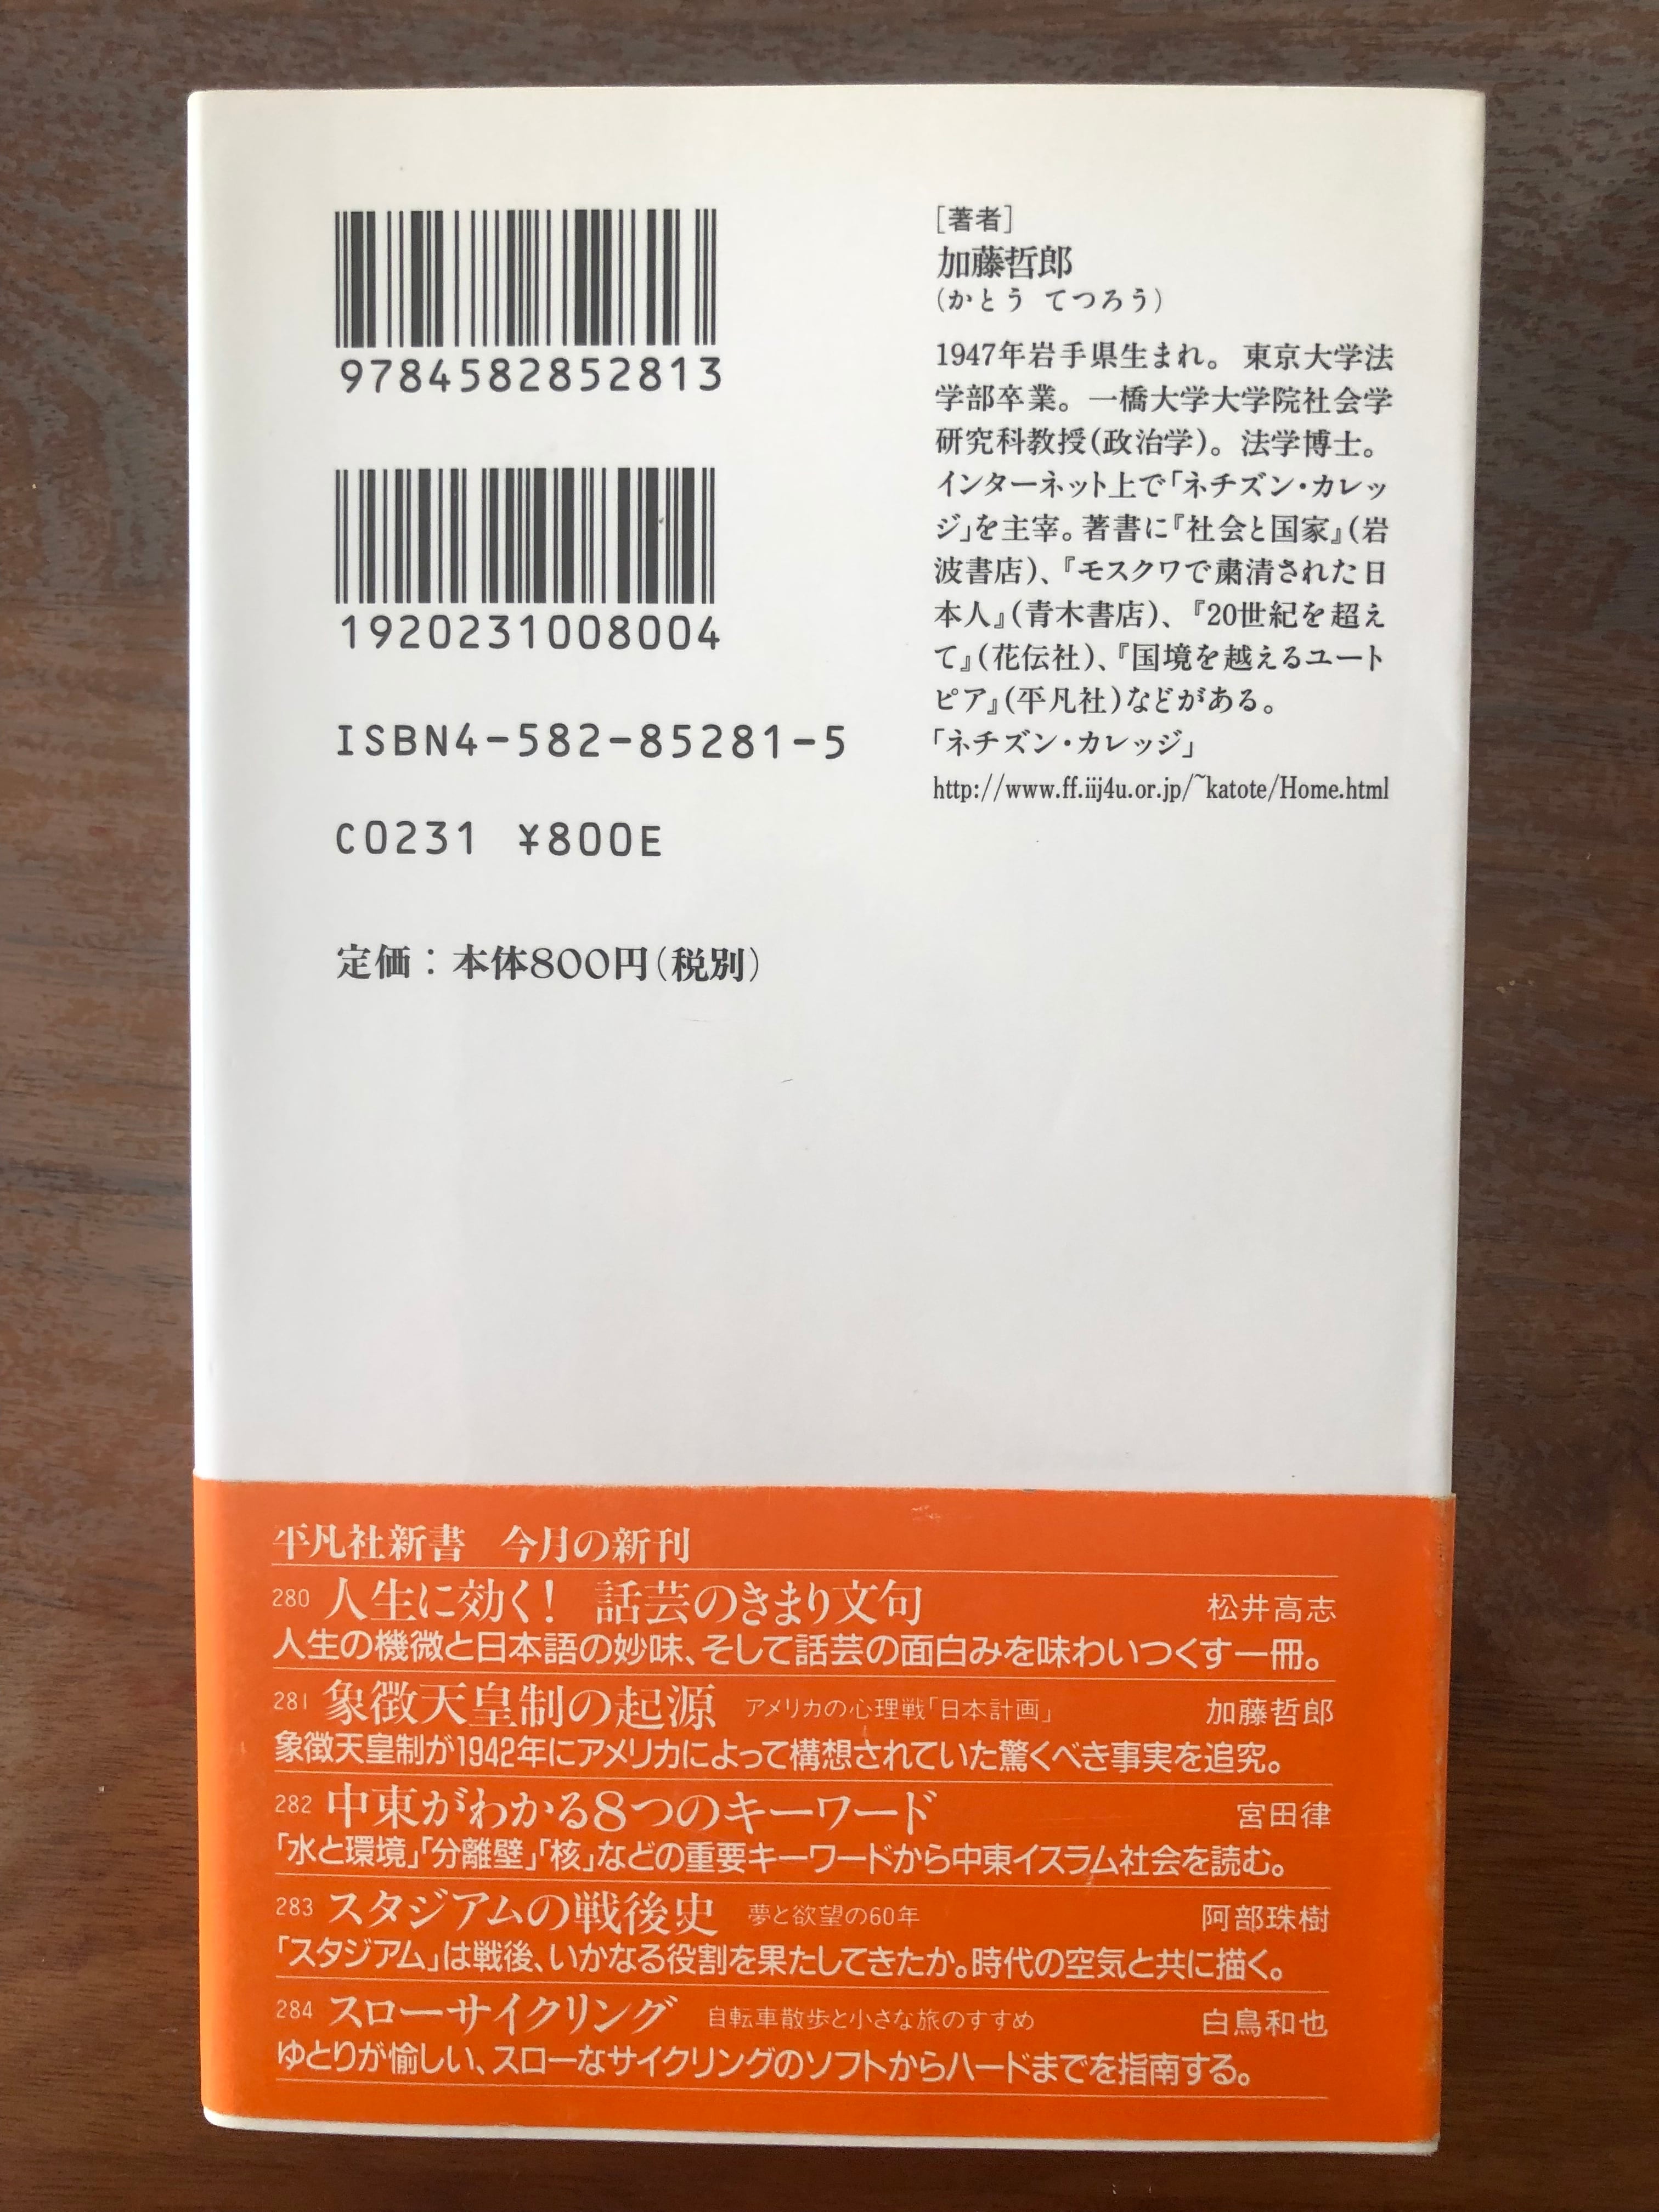 9784582852813
1920231008004
ISBN4-582-85281-5
C0231 ¥800E
定価：本体800円（税別）
［著者］
加藤哲郎
（かとう てつろう）
1947年岩手県生まれ。東京大学法
学部卒業。一橋大学大学院社会学
研究科教授（政治学）。法学博士。
インターネット上で「ネチズン・カレッ
ジ」を主宰。著書に『社会と国家』（岩
波書店）、『モスクワで粛清された日
本人』（青木書店）、『20世紀を超え
て』（花伝社）、『国境を越えるユート
ピア』（平凡社）などがある。
「ネチズン・カレッジ」
http://www.ff.iij4u.or.jp/~katote/Home.html
平凡社新書 今月の新刊
280 人生に効く！ 話芸のきまり文句 松井高志
人生の機微と日本語の妙味、そして話芸の面白みを味わいつくす一冊。
281 象徴天皇制の起源 アメリカの心理戦「日本計画」 加藤哲郎
象徴天皇制が1942年にアメリカによって構想されていた驚くべき事実を追究。
282 中東がわかる8つのキーワード 宮田律
「水と環境」「分離壁」「核」などの重要キーワードから中東イスラム社会を読む。
283 スタジアムの戦後史 夢と欲望の60年 阿部珠樹
「スタジアム」は戦後、いかなる役割を果たしてきたか。時代の空気と共に描く。
284 スローサイクリング 自転車散歩と小さな旅のすすめ 白鳥和也
ゆとりが愉しい、スローなサイクリングのソフトからハードまでを指南する。